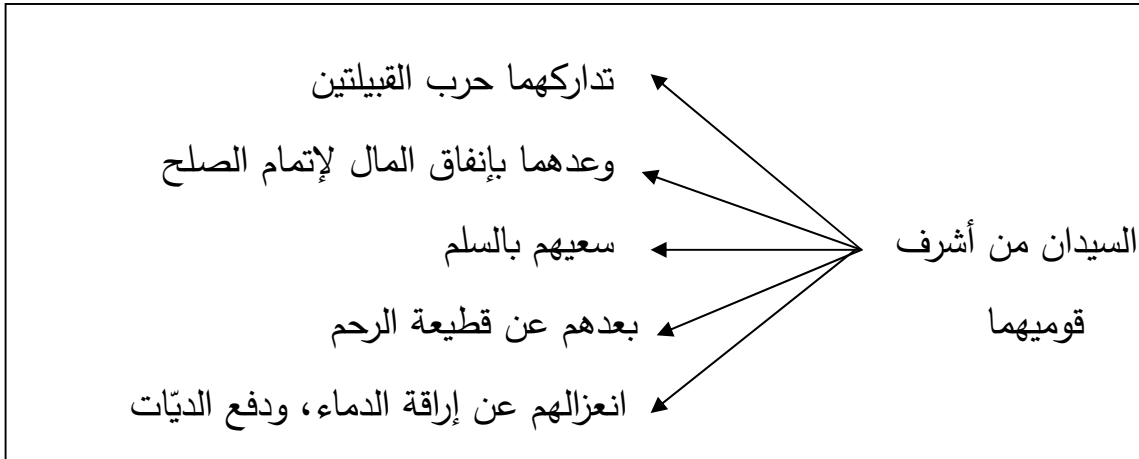 تداركهما حرب القبيلتين
وعدهما بإنفاق المال لإتمام الصلح
السيدان من أشرف
سعيهم بالسلم
قوميهما
بعدهم عن قطيعة الرحم
انعزالهم عن إراقة الدماء، ودفع الديّات